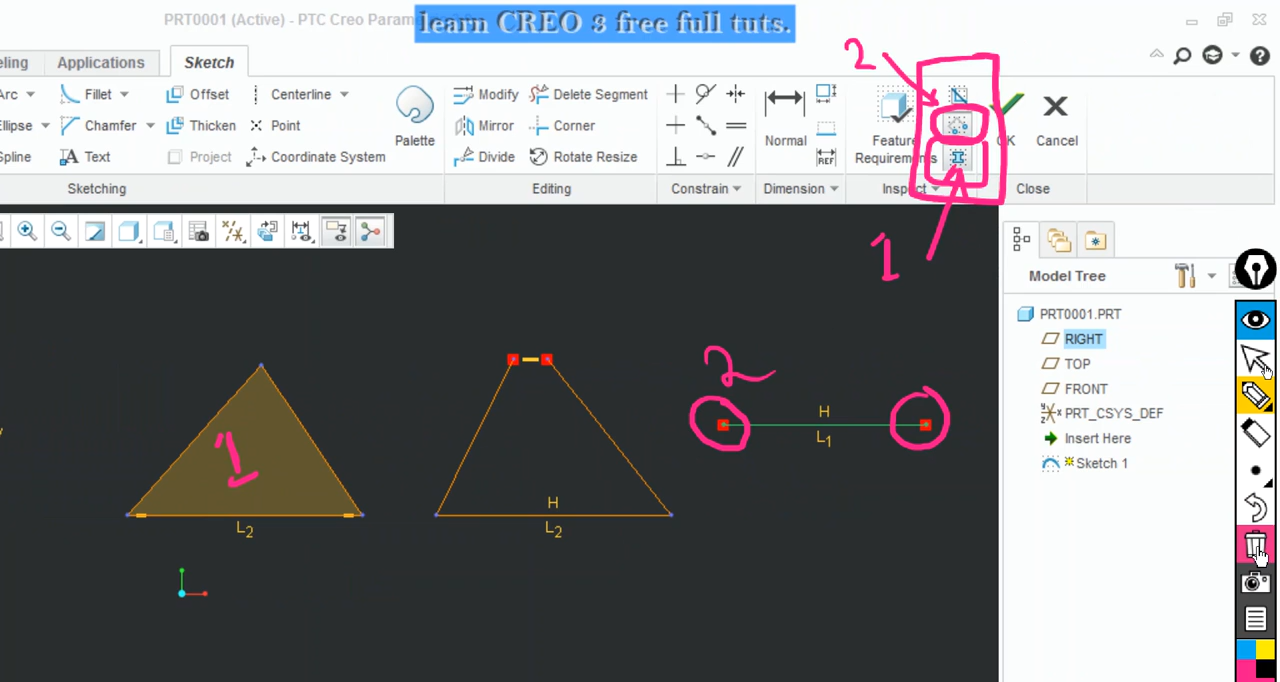 PRT0001 (Active) - PTC Creo Param
learn CREO 8 free full tuts.
eling Applications Sketch
2
Arc Fillet Offset Centerline
Modify Delete Segment
Ellipse Chamfer Thicken Point
Mirror Corner
Spline Text Project Coordinate System
Divide Rotate Resize
Palette
Normal
REF
Feature
Requirements
OK
Cancel
Sketching Editing Constrain Dimension Inspect Close
1
Model Tree
PRT0001.PRT
RIGHT
TOP
FRONT
PRT_CSYS_DEF
Insert Here
Sketch 1
2
1
H
L1
H
L2
L2